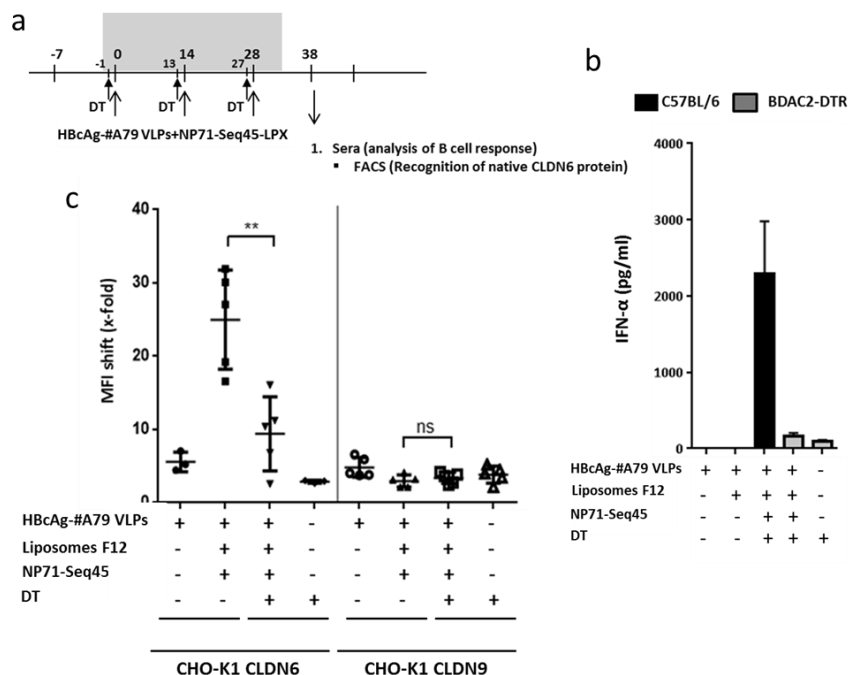 a
-7 0 14 28 38
-1 13 27
DT DT DT
HBcAg-#A79 VLPs+NP71-Seq45-LPX
1. Sera (analysis of B cell response)
▪ FACS (Recognition of native CLDN6 protein)
b
C57BL/6 BDAC2-DTR
IFN-α (pg/ml)
4000
3000
2000
1000
0
HBcAg-#A79 VLPs + + + + -
Liposomes F12 - + + + -
NP71-Seq45 - - + + -
DT - - + + +
c
MFI shift (x-fold)
40
30
20
10
0
**
ns
HBcAg-#A79 VLPs + + + - + + + -
Liposomes F12 - + + - - + + -
NP71-Seq45 - + + - - + + -
DT - - + + - - + +
CHO-K1 CLDN6 CHO-K1 CLDN9